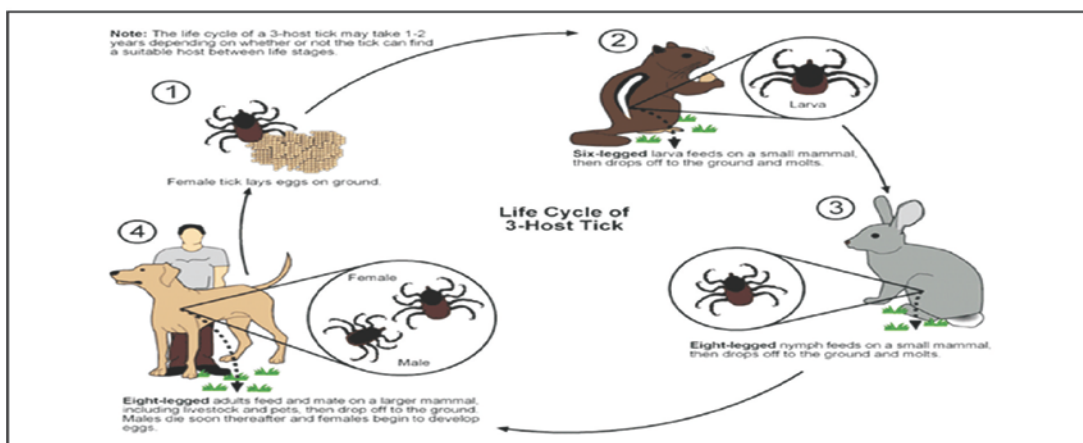 Note: The life cycle of a 3-host tick may take 1-2
years depending on whether or not the tick can find
a suitable host between life stages.
1
Female tick lays eggs on ground.
2
Larva
Six-legged larva feeds on a small mammal,
then drops off to the ground and molts.
Life Cycle of
3-Host Tick
3
Eight-legged nymph feeds on a small mammal,
then drops off to the ground and molts.
4
Female
Male
Eight-legged adults feed and mate on a larger mammal,
including livestock and pets, then drop off to the ground.
Males die soon thereafter and females begin to develop
eggs.